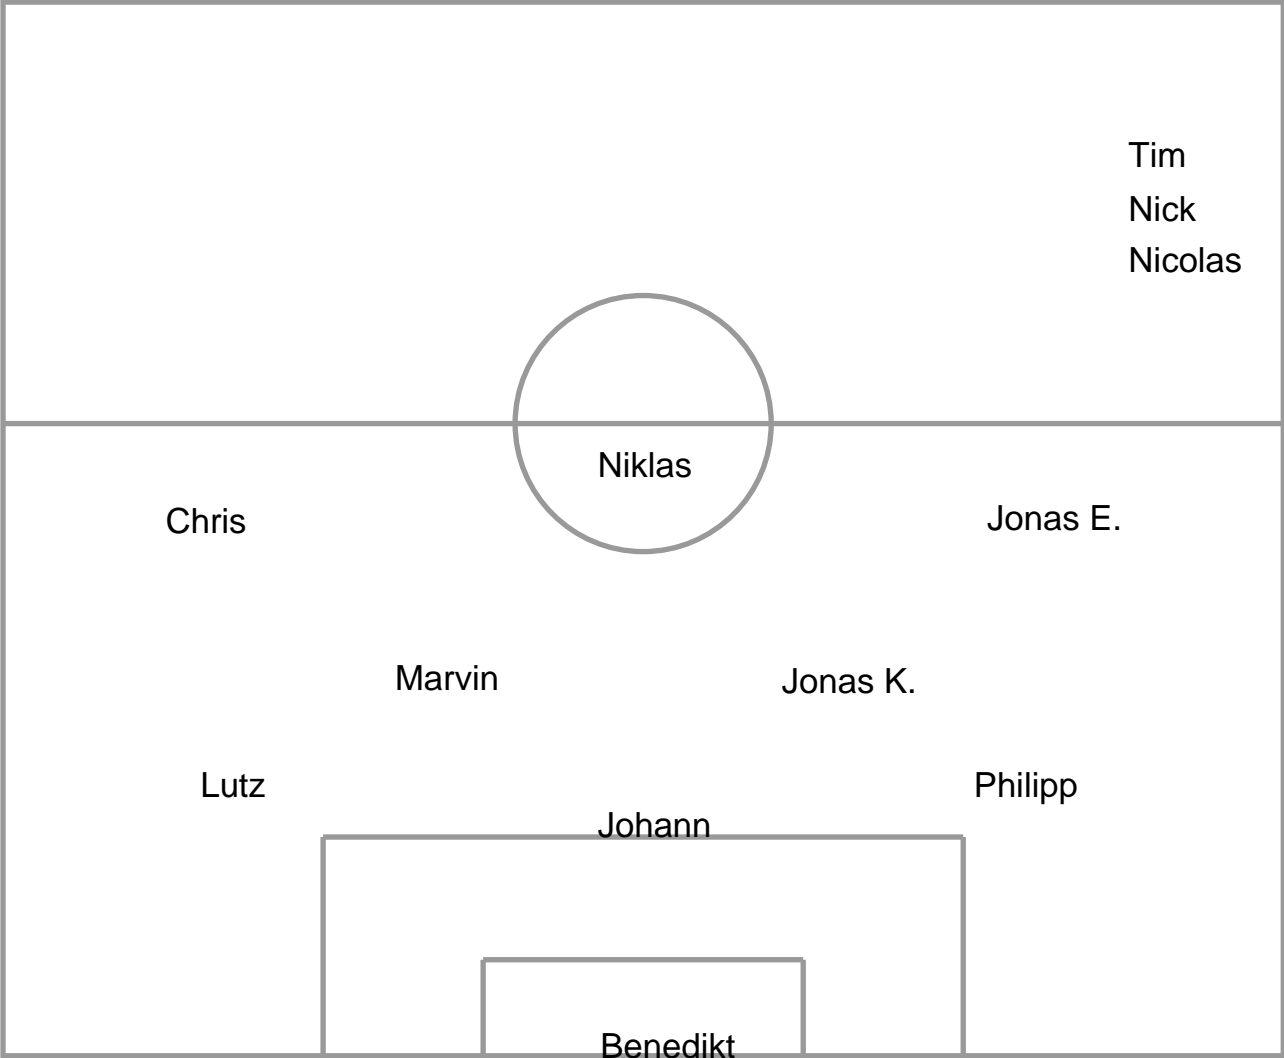 Tim
Nick
Nicolas
Niklas
Chris
Jonas E.
Marvin
Jonas K.
Lutz
Philipp
Johann
Benedikt